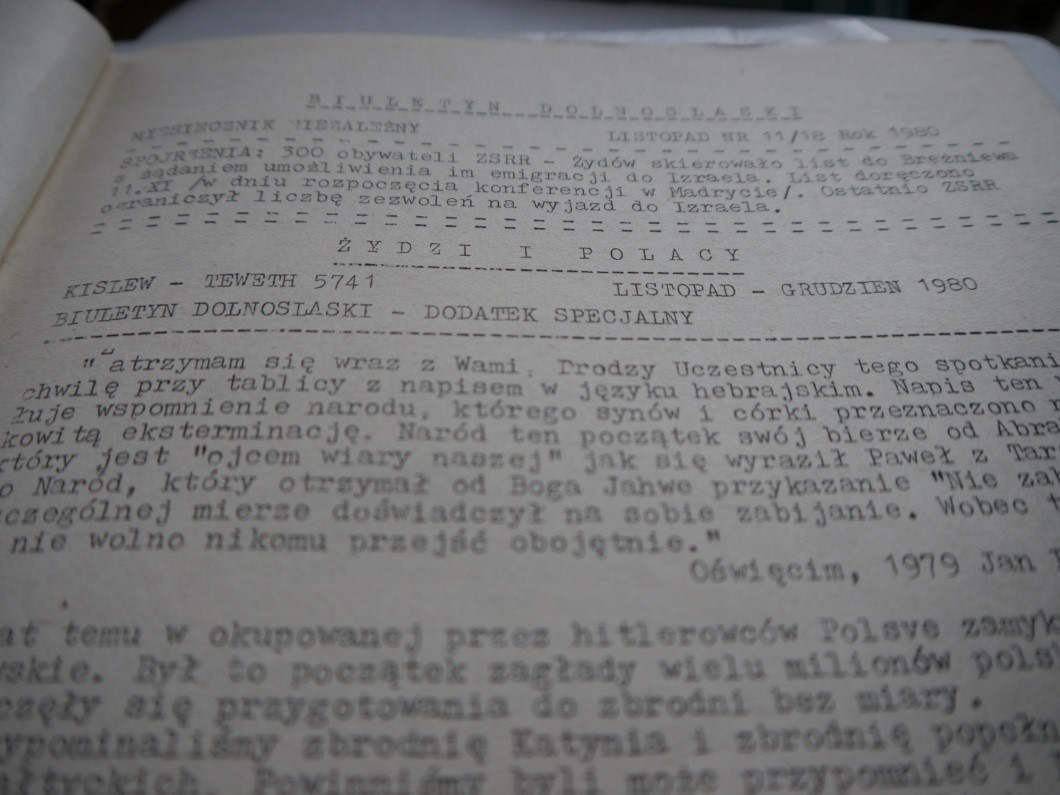 BIULETYN DOLNOSLASKI
MIESIECZNIK NIEZALEŻNY LISTOPAD NR 11/18 Rok 1980
SPOJRZENIA: 300 obywateli ZSRR - Żydów skierowało list do Breżniewa
z żądaniem umożliwienia im emigracji do Izraela. List doręczono
11.XI /w dniu rozpoczęcia konferencji w Madrycie/. Ostatnio ZSRR
ograniczył liczbę zezwoleń na wyjazd do Izraela.
ŻYDZI I POLACY
KISLEW - TEWETH 5741 LISTOPAD - GRUDZIEN 1980
BIULETYN DOLNOSLASKI - DODATEK SPECJALNY
"Zatrzymam się wraz z Wami, Drodzy Uczestnicy tego spotkani
chwilę przy tablicy z napisem w języku hebrajskim. Napis ten
łuje wspomnienie narodu, którego synów i córki przeznaczono n
kowitą eksterminację. Naród ten początek swój bierze od Abra
który jest "ojcem wiary naszej" jak się wyraził Paweł z Tar
o Naród, który otrzymał od Boga Jahwe przykazanie "Nie zab
czególnej mierze doświadczył na sobie zabijanie. Wobec t
nie wolno nikomu przejść obojętnie."
Oświęcim, 1979 Jan
at temu w okupowanej przez hitlerowców Polsve zamyk
wskie. Był to początek zagłady wielu milionów pols
częły się przygotowania do zbrodni bez miary.
ypominaliśmy zbrodnię Katynia i zbrodnię popełn
ałtyckich. Powinniśmy byli może przypomnieć i